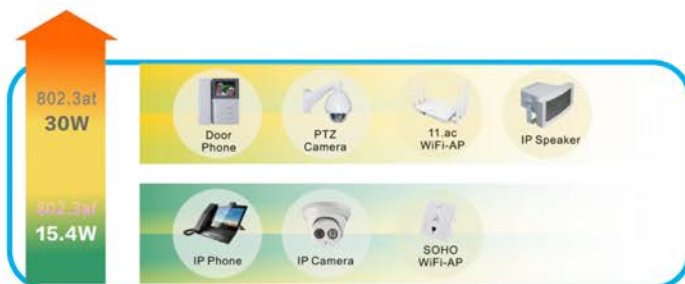 802.3at
30W
Door
Phone
PTZ
Camera
11.ac
WiFi-AP
IP Speaker
802.3af
15.4W
IP Phone
IP Camera
SOHO
WiFi-AP